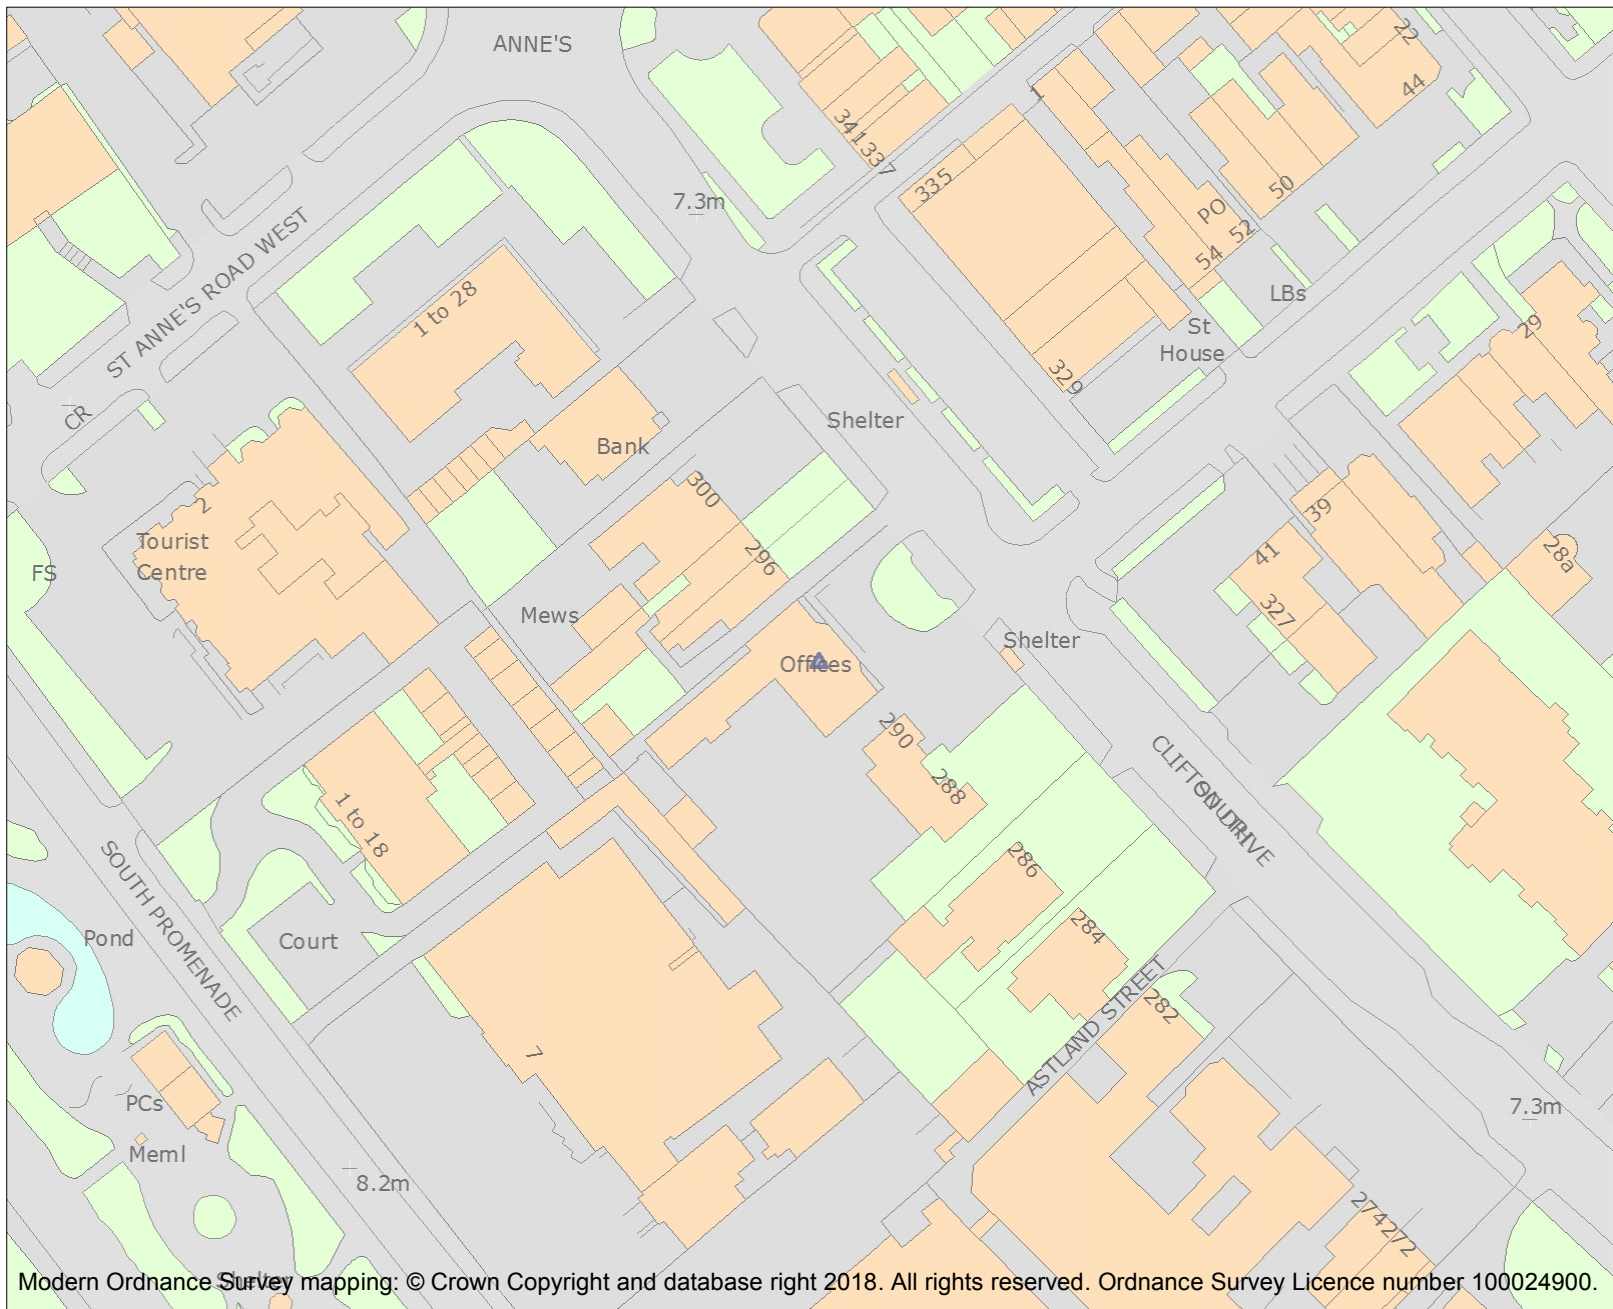 ANNE'S
22
44
1
341
337
335
50
PO
52
54
7.3m
ST ANNE'S ROAD WEST
LBs
1 to 28
St
House
29
329
CR
Shelter
Bank
300
2
39
Tourist
Centre
296
41
28a
FS
Mews
327
Shelter
Offices
290
288
CLIFTON DRIVE
SOUTH
1 to 18
286
SOUTH PROMENADE
284
Pond
Court
ASTLAND STREET
282
7
PCs
7.3m
Meml
8.2m
274
272
Shelter
Modern Ordnance Survey mapping: © Crown Copyright and database right 2018. All rights reserved. Ordnance Survey Licence number 100024900.